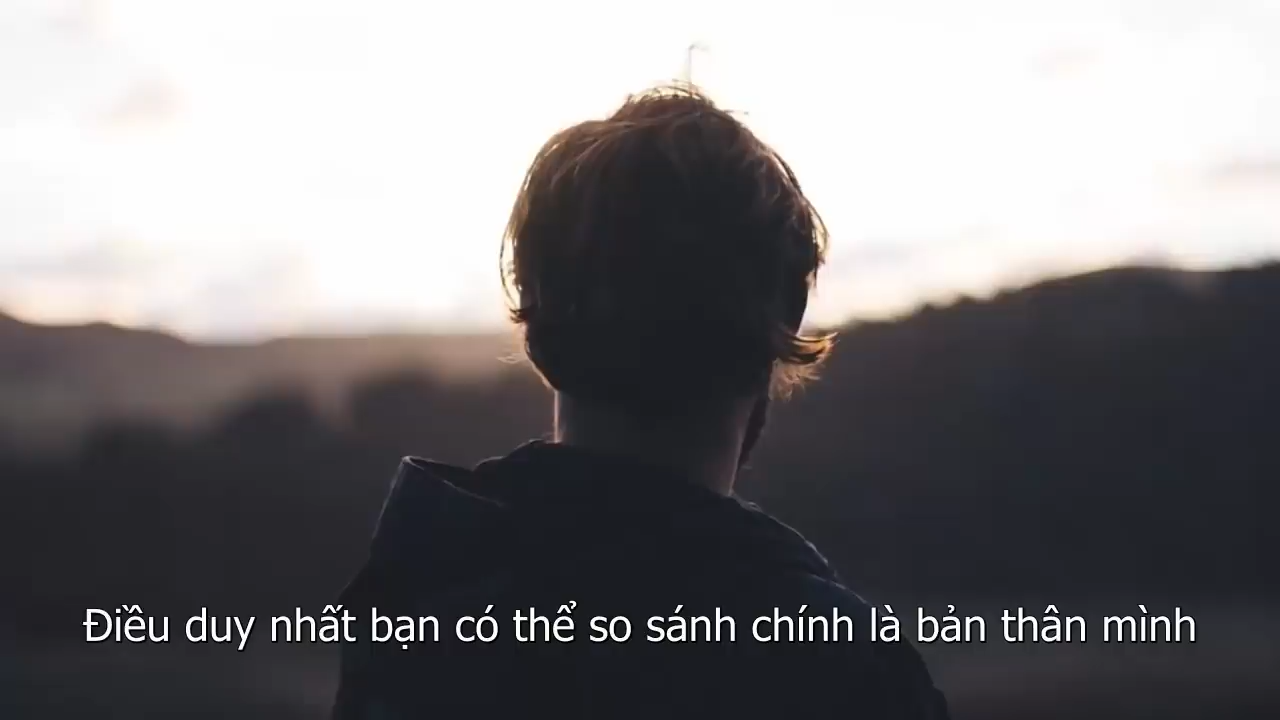 Điều duy nhất bạn có thể so sánh chính là bản thân mình